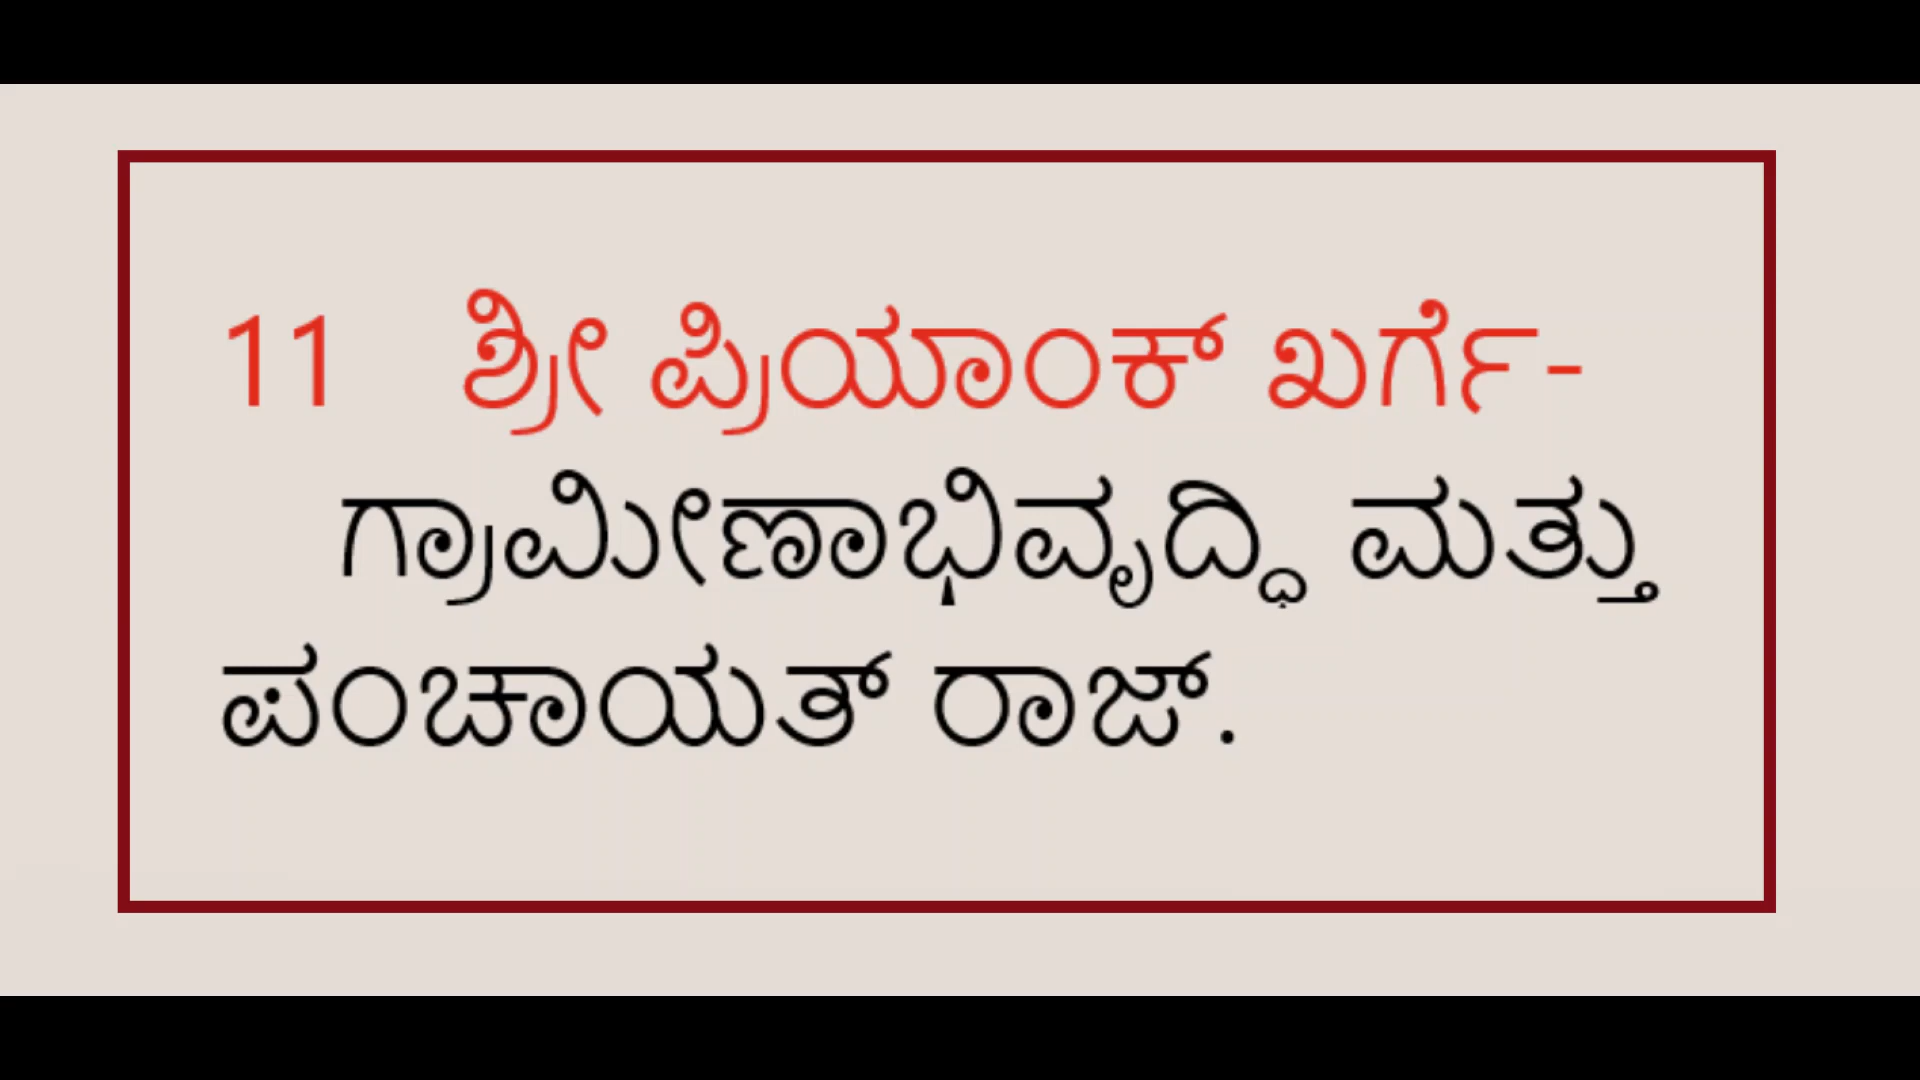 11 ಶ್ರೀ ಪ್ರಿಯಾಂಕ್ ಖರ್ಗೆ-
ಗ್ರಾಮೀಣಾಭಿವೃದ್ಧಿ ಮತ್ತು
ಪಂಚಾಯತ್ ರಾಜ್.